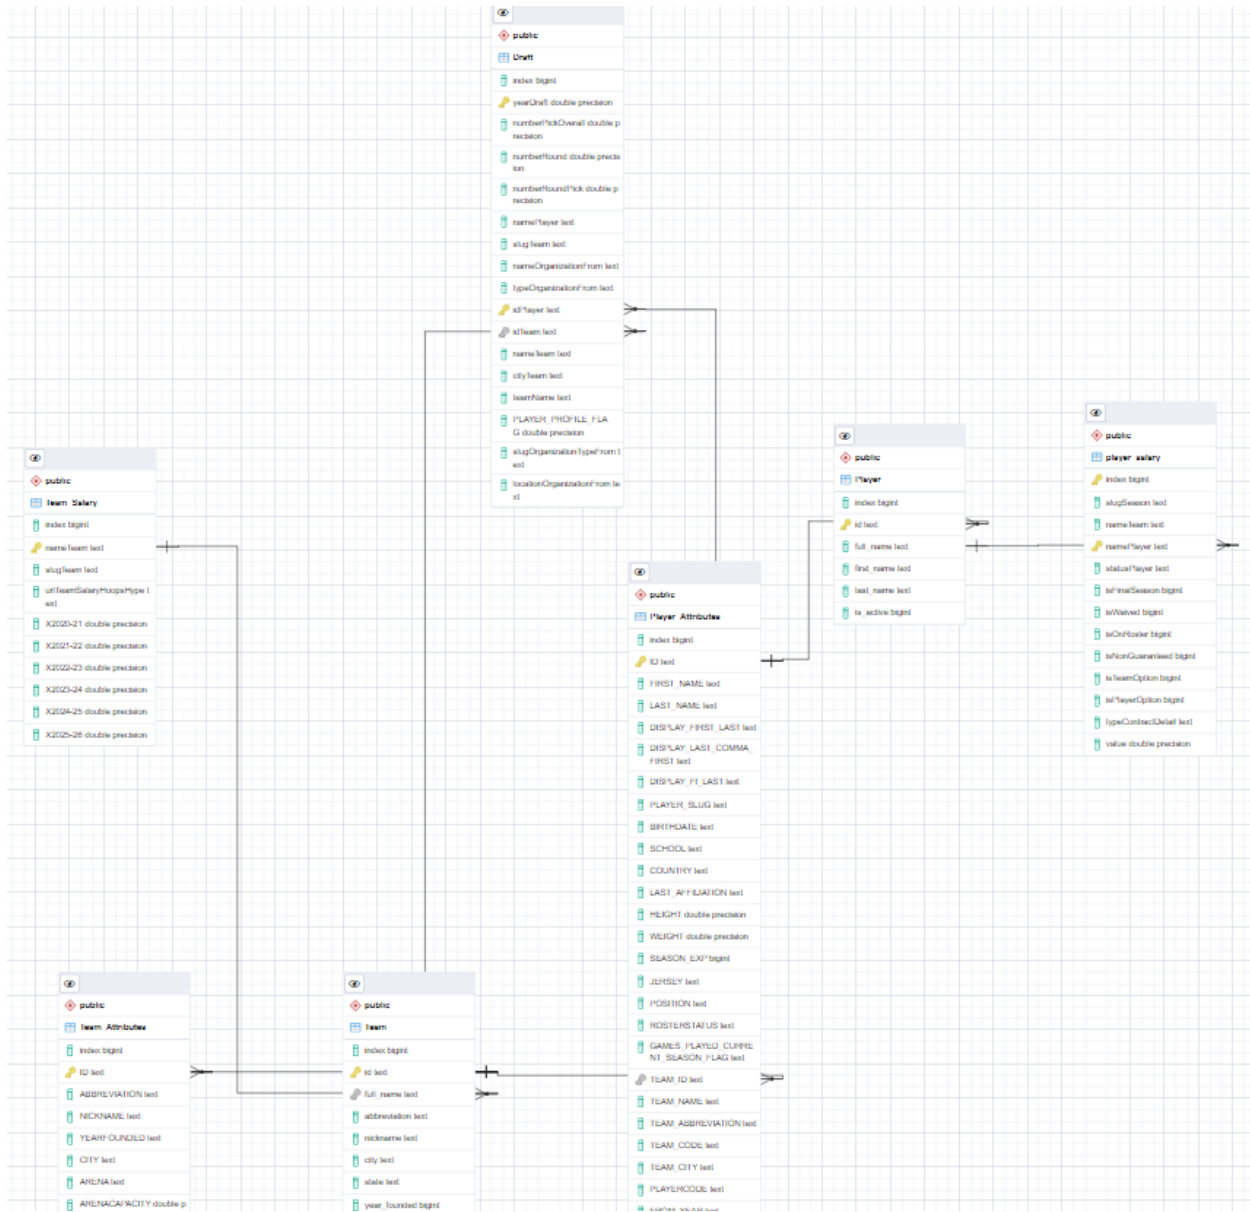 public
Draft
index bigint
yearDraft double precision
numberPickOverall double p
recision
numberRound double precis
ion
numberRoundPick double p
recision
namePlayer text
slugTeam text
nameOrganizationFrom text
typeOrganizationFrom text
idPlayer text
idTeam text
nameTeam text
cityTeam text
teamName text
PLAYER_PROFILE_FLA
G double precision
slugOrganizationTypeFrom t
ext
locationOrganizationFrom te
xt
public
Team_Salary
index bigint
nameTeam text
slugTeam text
urlTeamSalaryHoopsHype t
ext
X2020-21 double precision
X2021-22 double precision
X2022-23 double precision
X2023-24 double precision
X2024-25 double precision
X2025-26 double precision
public
Player
index bigint
id text
full_name text
first_name text
last_name text
is_active bigint
public
player_salary
index bigint
slugSeason text
nameTeam text
namePlayer text
statusPlayer text
isFinalSeason bigint
isWaived bigint
isOnRoster bigint
isNonGuaranteed bigint
isTeamOption bigint
isPlayerOption bigint
typeContractDetail text
value double precision
public
Player_Attributes
index bigint
ID text
FIRST_NAME text
LAST_NAME text
DISPLAY_FIRST_LAST text
DISPLAY_LAST_COMMA_
FIRST text
DISPLAY_FI_LAST text
PLAYER_SLUG text
BIRTHDATE text
SCHOOL text
COUNTRY text
LAST_AFFILIATION text
HEIGHT double precision
WEIGHT double precision
SEASON_EXP bigint
JERSEY text
POSITION text
ROSTERSTATUS text
GAMES_PLAYED_CURRE
NT_SEASON_FLAG text
TEAM_ID text
TEAM_NAME text
TEAM_ABBREVIATION text
TEAM_CODE text
TEAM_CITY text
PLAYERCODE text
FROM_YEAR text
public
Team_Attributes
index bigint
ID text
ABBREVIATION text
NICKNAME text
YEARFOUNDED text
CITY text
ARENA text
ARENACAPACITY double p
public
Team
index bigint
id text
full_name text
abbreviation text
nickname text
city text
state text
year_founded bigint